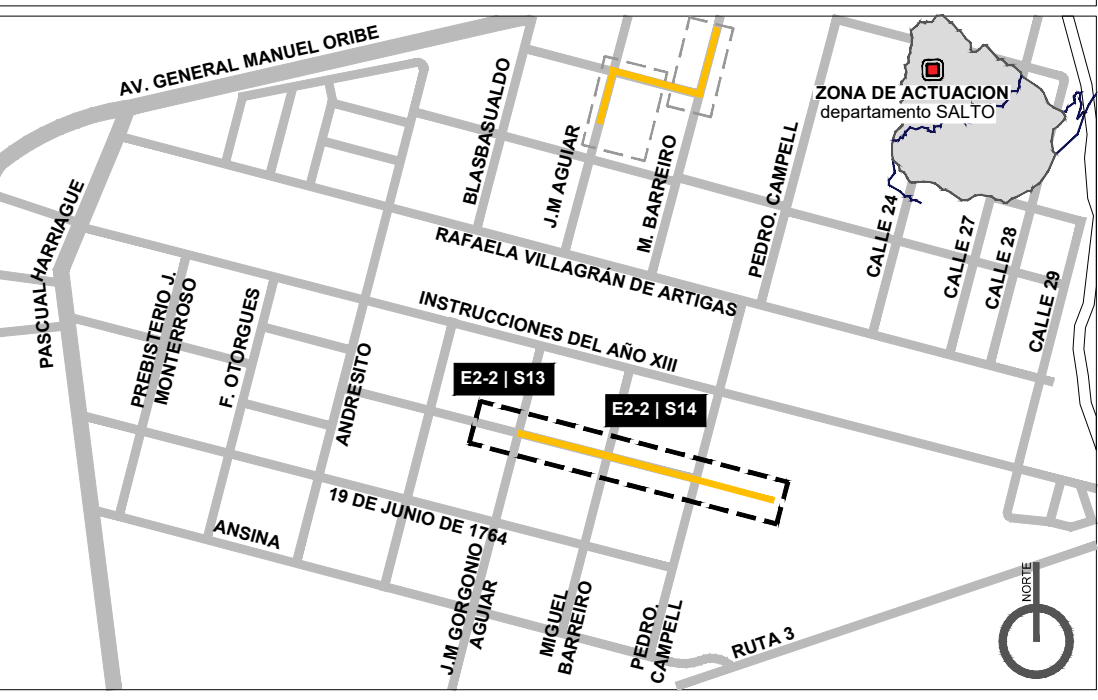 AV. GENERAL MANUEL ORIBE
ZONA DE ACTUACION
departamento SALTO
BLASBASUALDO
J.M AGUIAR
M. BARREIRO
PEDRO. CAMPELL
CALLE 24
CALLE 27
CALLE 28
CALLE 29
PASCUAL HARRIAGUE
RAFAELA VILLAGRÁN DE ARTIGAS
INSTRUCCIONES DEL AÑO XIII
PREBISTERIO J.
MONTERROSO
F. OTORGUES
ANDRESITO
E2-2 | S13
E2-2 | S14
19 DE JUNIO DE 1764
ANSINA
J.M GORGONIO
AGUIAR
MIGUEL
BARREIRO
PEDRO.
CAMPELL
RUTA 3
NORTE